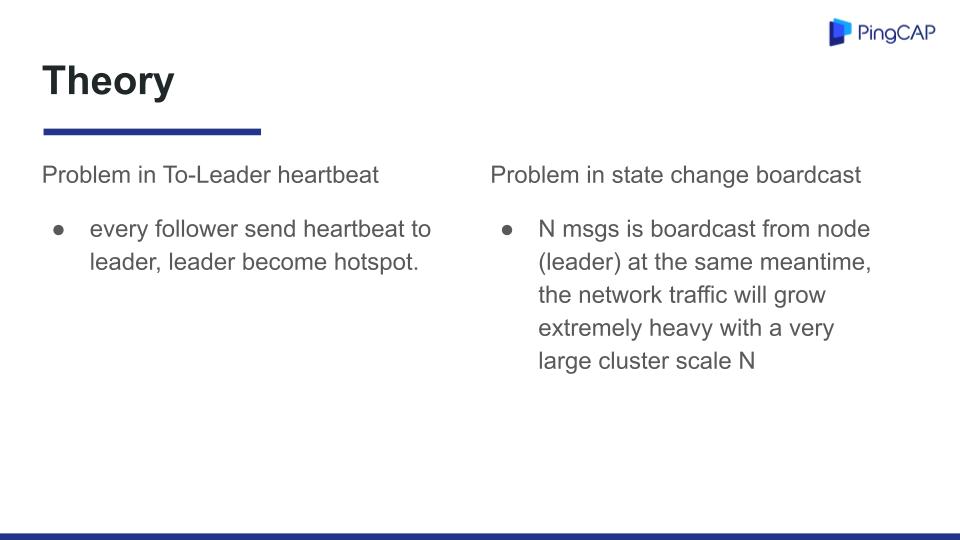 PingCAP
Theory
Problem in To-Leader heartbeat
● every follower send heartbeat to
leader, leader become hotspot.
Problem in state change boardcast
● N msgs is boardcast from node
(leader) at the same meantime,
the network traffic will grow
extremely heavy with a very
large cluster scale N